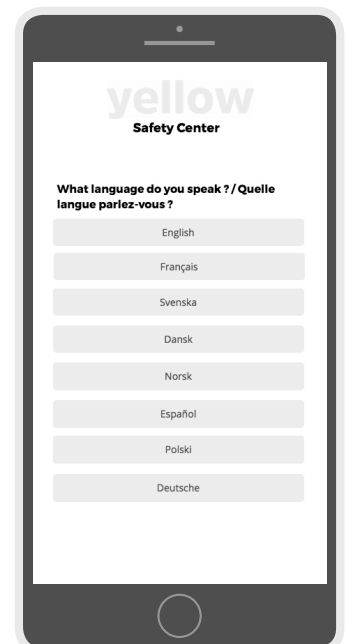 yellow
Safety Center
What language do you speak ? / Quelle
langue parlez-vous ?
English
Français
Svenska
Dansk
Norsk
Español
Polski
Deutsche